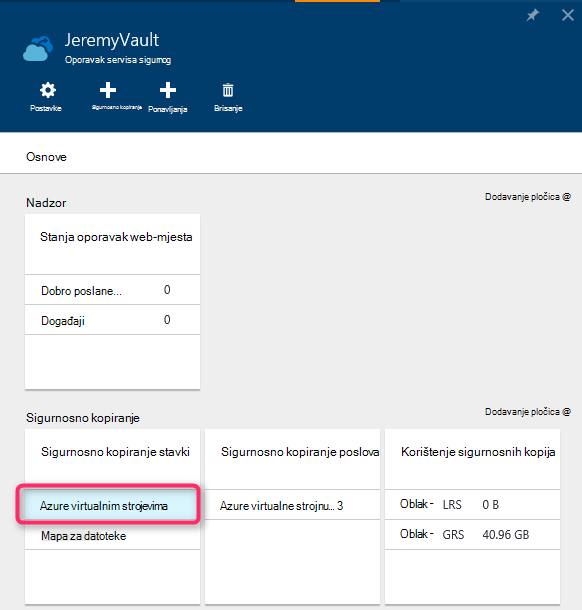 JeremyVault
Oporavak servisa sigurnog
Postavke
Sigurnosno kopiranje
Ponavljanja
Brisanje
Osnove
Nadzor
Dodavanje pločica @
Stanja oporavak web-mjesta
Dobro poslane... 0
Događaji 0
Sigurnosno kopiranje
Dodavanje pločica @
Sigurnosno kopiranje stavki
Azure virtualnim strojevima
Mapa za datoteke
Sigurnosno kopiranje poslova
Azure virtualne strojnu... 3
Korištenje sigurnosnih kopija
Oblak - LRS 0 B
Oblak - GRS 40.96 GB